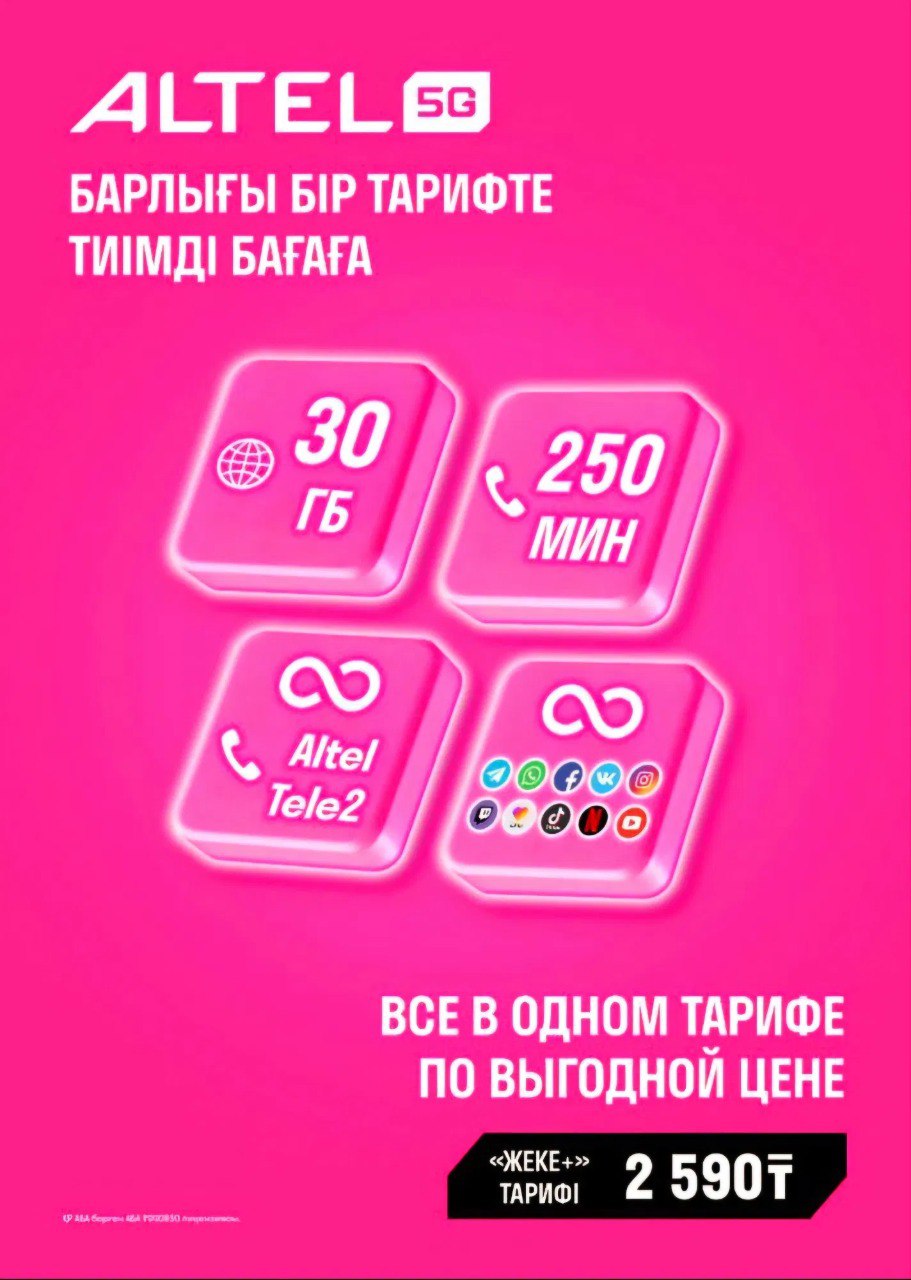 ALTEL 5G
БАРЛЫҒЫ БІР ТАРИФТЕ
ТИІМДІ БАҒАҒА
30
ГБ
250
МИН
Altel
Tele2
ВСЕ В ОДНОМ ТАРИФЕ
ПО ВЫГОДНОЙ ЦЕНЕ
«ЖЕКЕ+»
ТАРИФІ
2 590₸